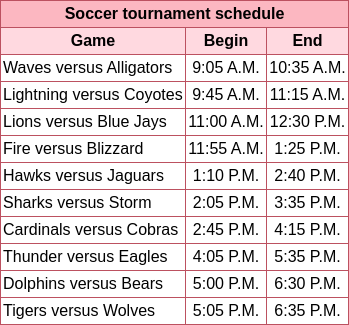 Soccer tournament schedule
Game Begin End
Waves versus Alligators 9:05 A.M. 10:35 A.M.
Lightning versus Coyotes 9:45 A.M. 11:15 A.M.
Lions versus Blue Jays 11:00 A.M. 12:30 P.M.
Fire versus Blizzard 11:55 A.M. 1:25 P.M.
Hawks versus Jaguars 1:10 P.M. 2:40 P.M.
Sharks versus Storm 2:05 P.M. 3:35 P.M.
Cardinals versus Cobras 2:45 P.M. 4:15 P.M.
Thunder versus Eagles 4:05 P.M. 5:35 P.M.
Dolphins versus Bears 5:00 P.M. 6:30 P.M.
Tigers versus Wolves 5:05 P.M. 6:35 P.M.